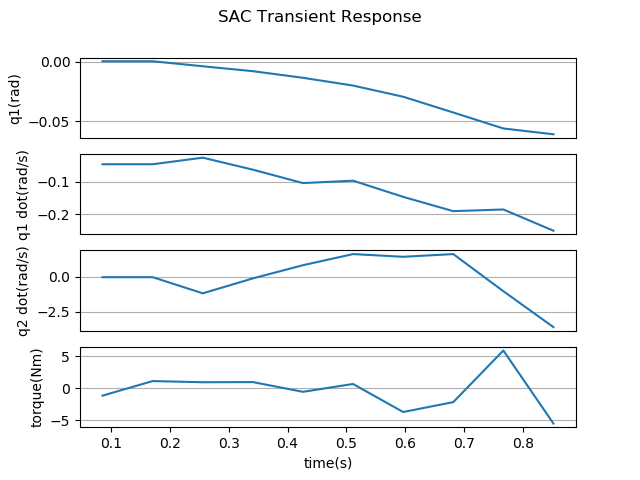 SAC Transient Response
0.00
−0.05
q1(rad)
−0.1
−0.2
q1 dot(rad/s)
0.0
−2.5
q2 dot(rad/s)
5
0
−5
torque(Nm)
0.1 0.2 0.3 0.4 0.5 0.6 0.7 0.8
time(s)